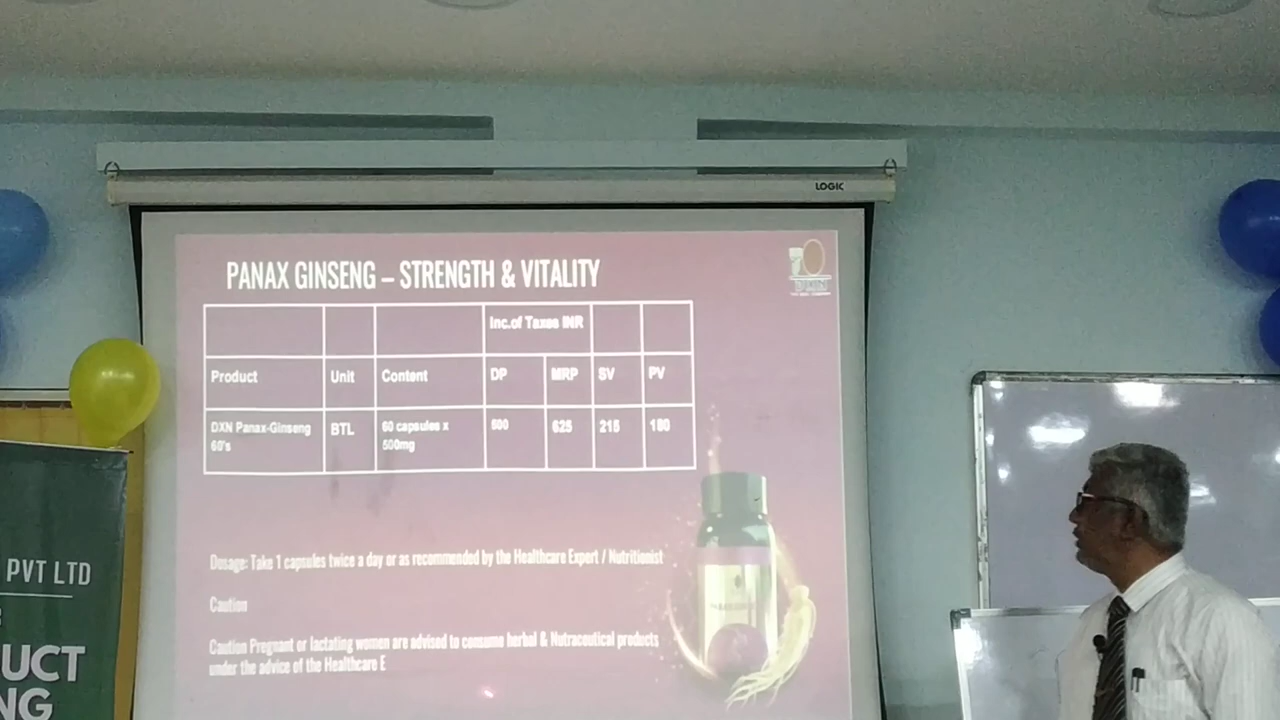 LOGIC
PANAX GINSENG – STRENGTH & VITALITY
DXN
Inc.of Taxes INR
Product Unit Content DP MRP SV PV
DXN Panax-Ginseng BTL 60 capsules x 500 625 215 180
60's 500mg
Dosage: Take 1 capsules twice a day or as recommended by the Healthcare Expert / Nutritionist
Caution
Caution Pregnant or lactating women are advised to consume herbal & Nutraceutical products
under the advice of the Healthcare E
PVT LTD
UCT
NG